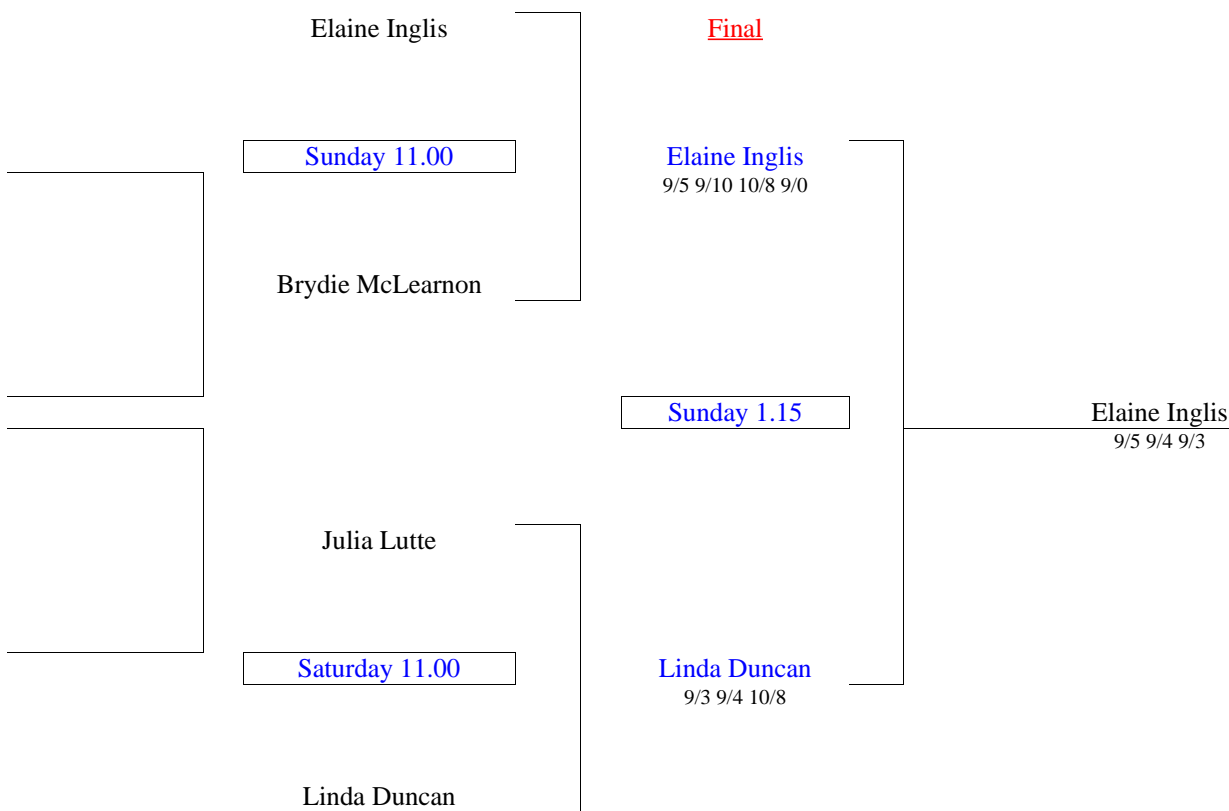 Elaine Inglis
Final
Sunday 11.00
Elaine Inglis
9/5 9/10 10/8 9/0
Brydie McLearnon
Sunday 1.15
Elaine Inglis
9/5 9/4 9/3
Julia Lutte
Saturday 11.00
Linda Duncan
9/3 9/4 10/8
Linda Duncan